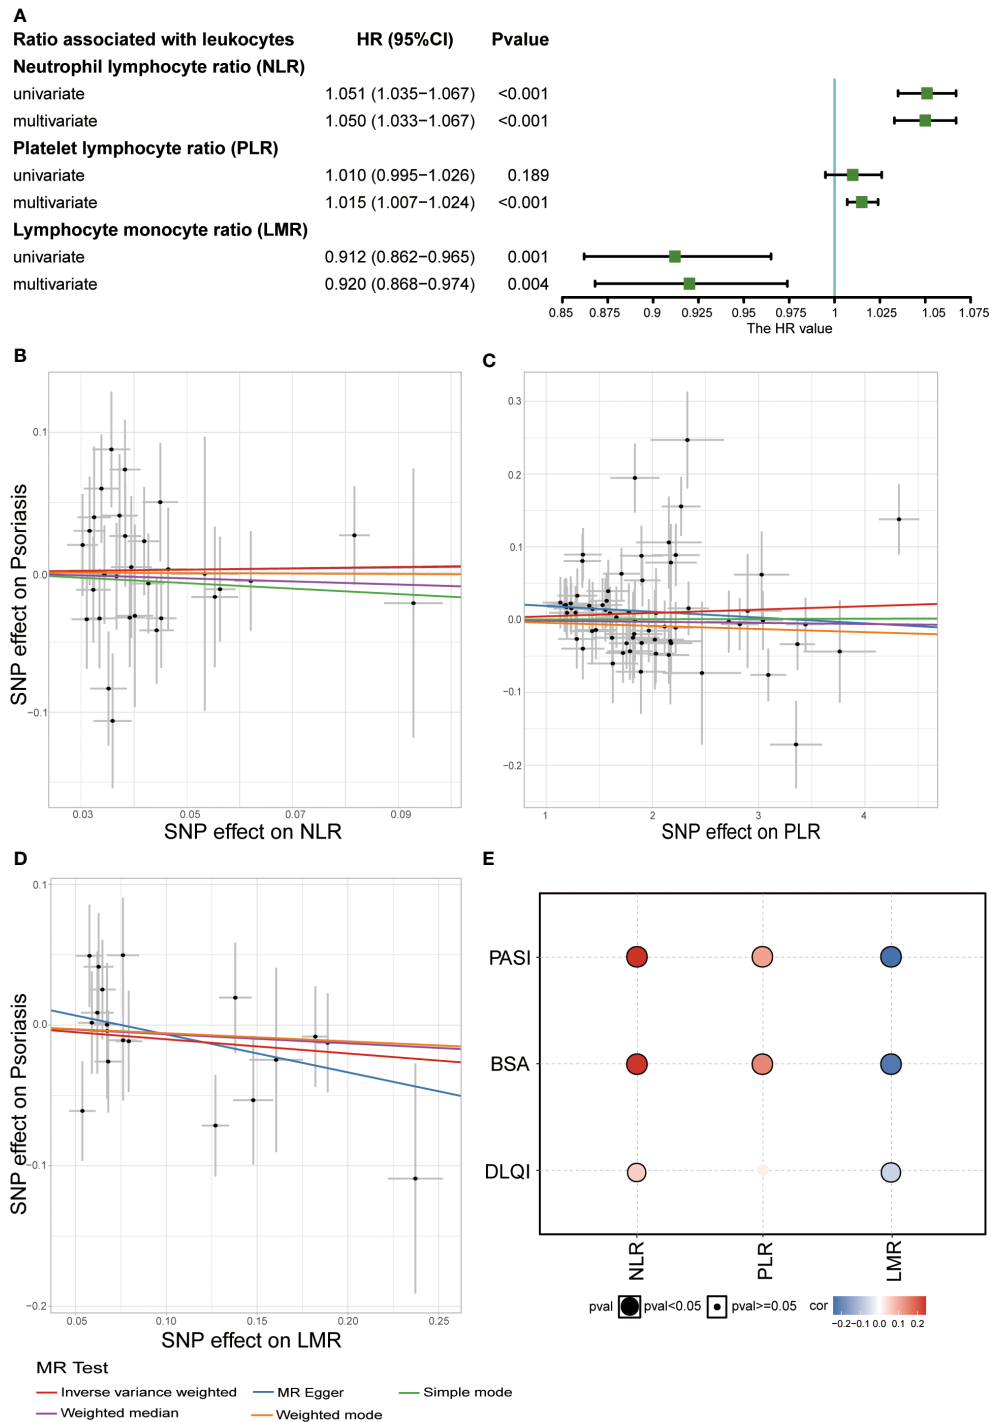 A
Ratio associated with leukocytes HR (95%CI) Pvalue
Neutrophil lymphocyte ratio (NLR)
univariate 1.051 (1.035−1.067) <0.001
multivariate 1.050 (1.033−1.067) <0.001
Platelet lymphocyte ratio (PLR)
univariate 1.010 (0.995−1.026) 0.189
multivariate 1.015 (1.007−1.024) <0.001
Lymphocyte monocyte ratio (LMR)
univariate 0.912 (0.862−0.965) 0.001
multivariate 0.920 (0.868−0.974) 0.004
0.85 0.875 0.9 0.925 0.95 0.975 1 1.025 1.05 1.075
The HR value
B
SNP effect on Psoriasis
0.1
0.0
−0.1
0.03 0.05 0.07 0.09
SNP effect on NLR
C
0.3
0.2
0.1
0.0
−0.1
−0.2
1 2 3 4
SNP effect on PLR
D
SNP effect on Psoriasis
0.1
0.0
−0.1
−0.2
0.05 0.10 0.15 0.20 0.25
SNP effect on LMR
MR Test
Inverse variance weighted MR Egger Simple mode
Weighted median Weighted mode
E
PASI
BSA
DLQI
NLR PLR LMR
pval pval<0.05 pval>=0.05 cor
−0.2 −0.1 0.0 0.1 0.2